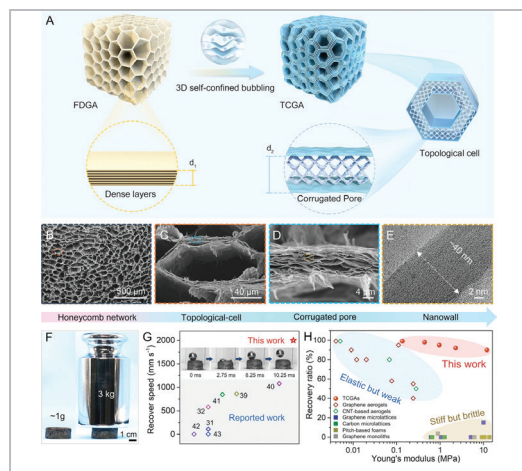 A
FDGA
3D self-confined bubbling
TCGA
Topological cell
d1
Dense layers
d2
Corrugated Pore
B
500 μm
C
40 μm
D
4 μm
E
~40 nm
2 nm
Honeycomb network
Topological-cell
Corrugated pore
Nanowall
F
3 kg
~1g
1 cm
G
Recover speed (mm s-1)
1000
500
0
This work
0 ms
2.75 ms
8.25 ms
10.25 ms
42
32
31
43
41
39
40
Reported work
H
Recovery ratio (%)
100
80
60
40
20
0
This work
Elastic but weak
Stiff but brittle
TCGAs
Graphene aerogels
CNT-based aerogels
Graphene microlattices
Carbon microlattices
Pitch-based foams
Graphene monoliths
0.01
0.1
1
10
Young's modulus (MPa)